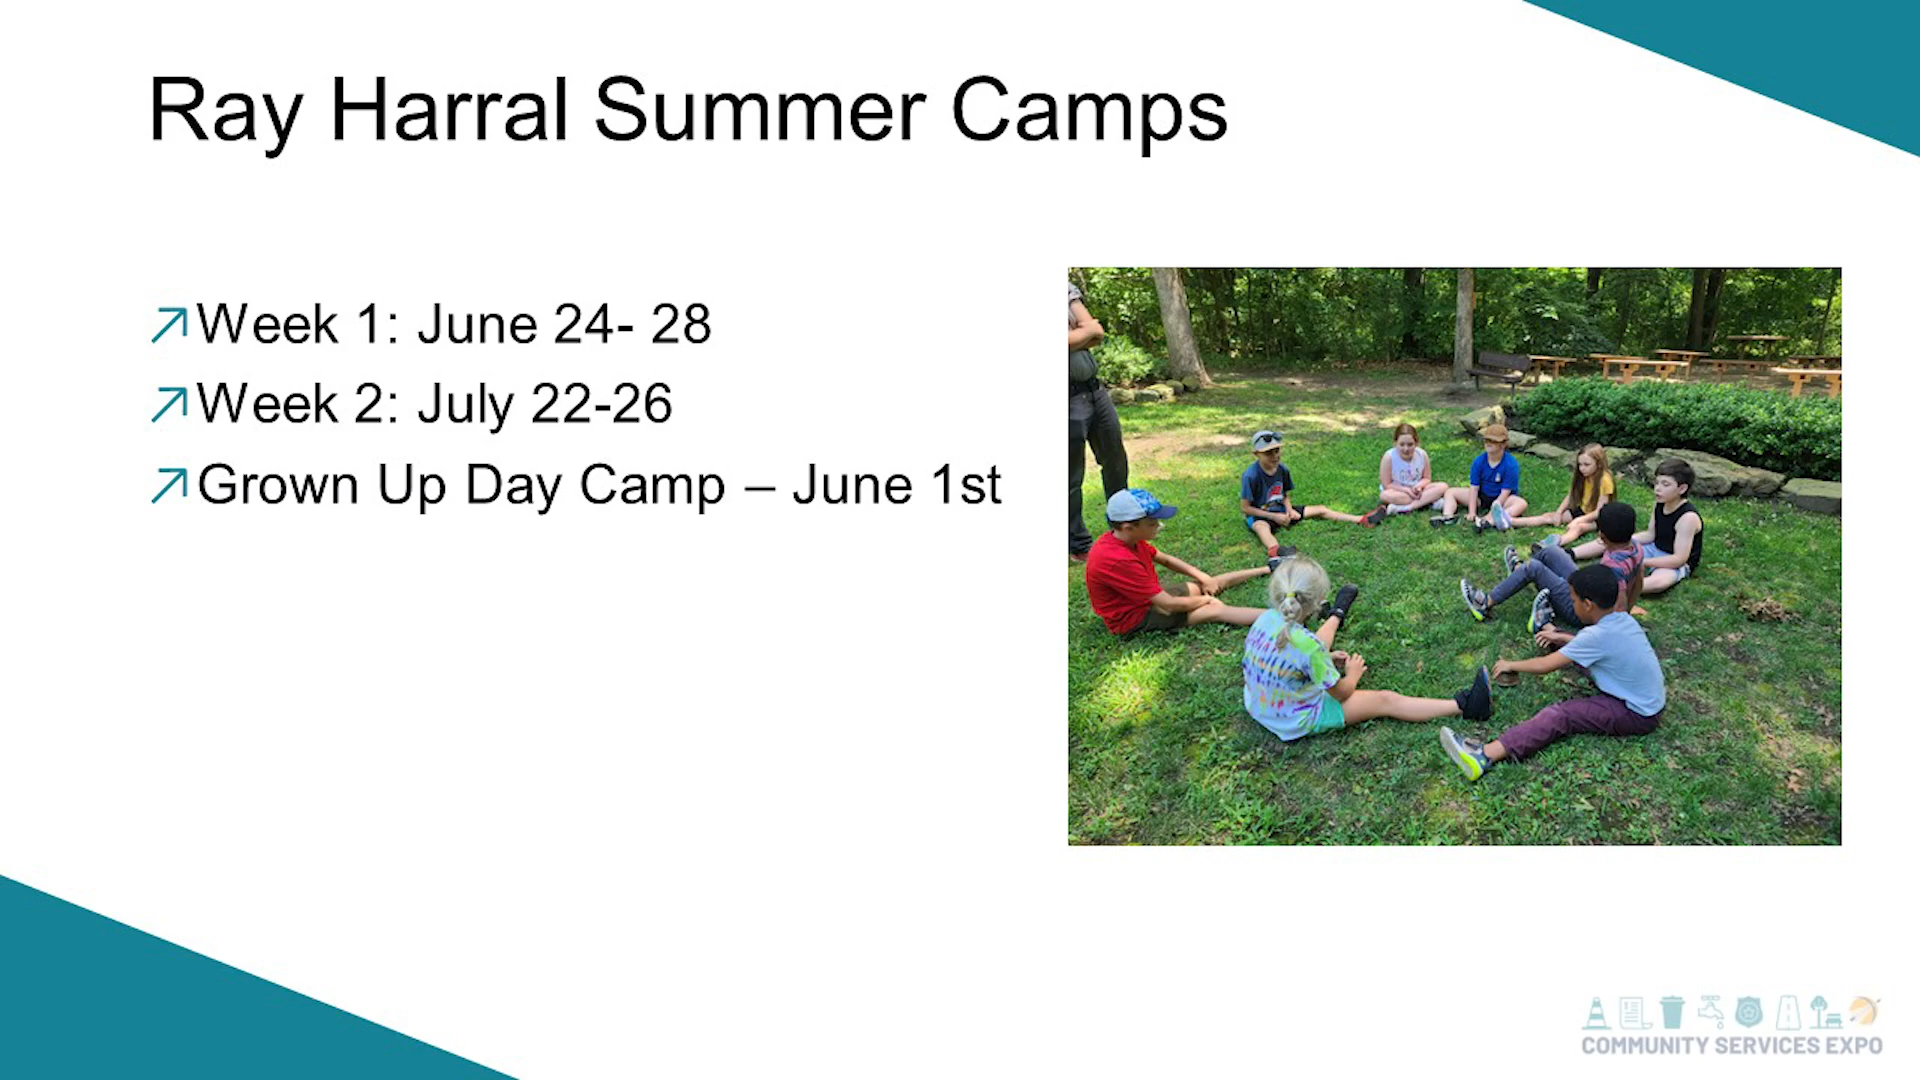 Ray Harral Summer Camps
Week 1: June 24- 28
Week 2: July 22-26
Grown Up Day Camp – June 1st
COMMUNITY SERVICES EXPO